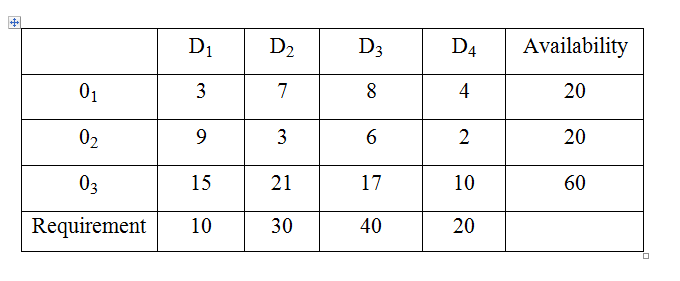 D₁ D₂ D₃ D₄ Availability
0₁ 3 7 8 4 20
0₂ 9 3 6 2 20
0₃ 15 21 17 10 60
Requirement 10 30 40 20